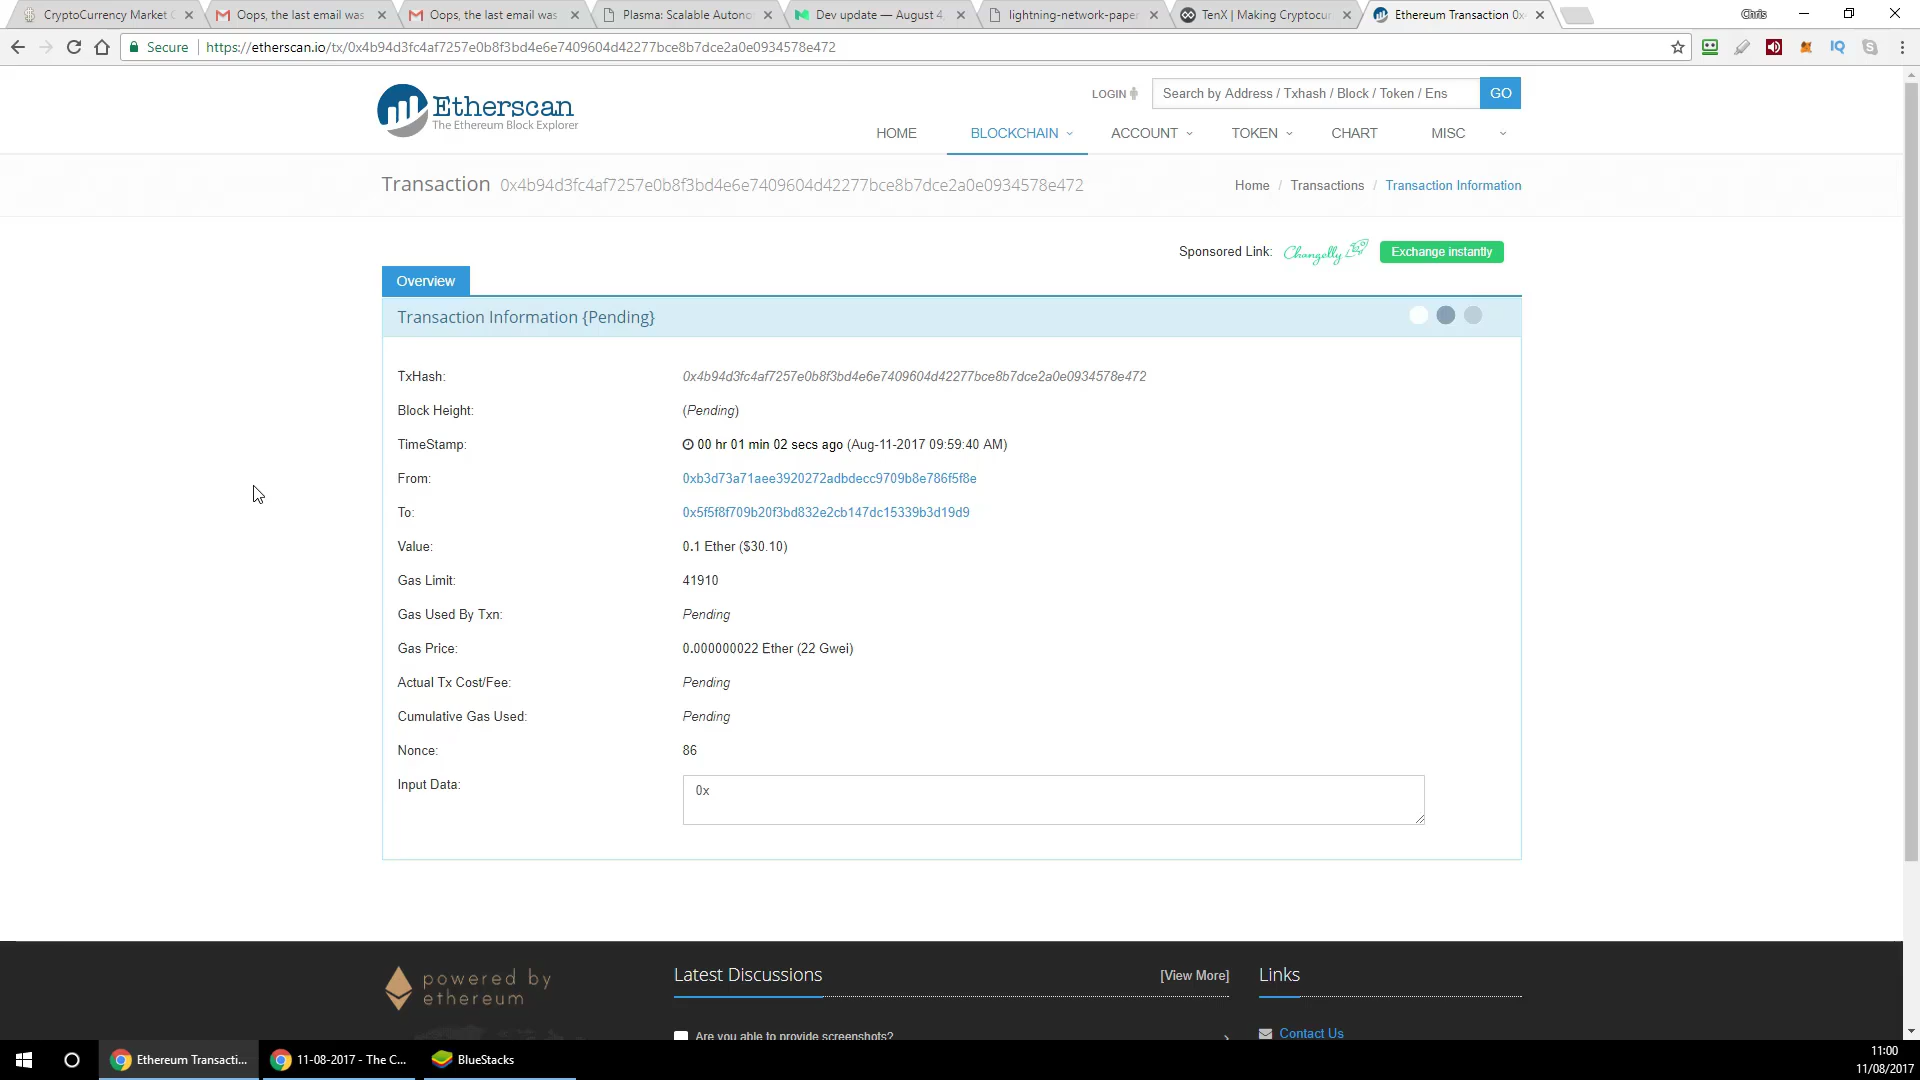 CryptoCurrency Market C
Oops, the last email was
Oops, the last email was
Plasma: Scalable Autono
Dev update — August 4,
lightning-network-paper
TenX | Making Cryptocur
Ethereum Transaction 0x
Chris
Secure
https://etherscan.io/tx/0x4b94d3fc4af7257e0b8f3bd4e6e7409604d42277bce8b7dce2a0e0934578e472
IQ
Etherscan
The Ethereum Block Explorer
LOGIN
Search by Address / Txhash / Block / Token / Ens
GO
HOME
BLOCKCHAIN
ACCOUNT
TOKEN
CHART
MISC
Transaction 0x4b94d3fc4af7257e0b8f3bd4e6e7409604d42277bce8b7dce2a0e0934578e472
Home / Transactions / Transaction Information
Sponsored Link: Changelly Exchange instantly
Overview
Transaction Information {Pending}
TxHash: 0x4b94d3fc4af7257e0b8f3bd4e6e7409604d42277bce8b7dce2a0e0934578e472
Block Height: (Pending)
TimeStamp: 00 hr 01 min 02 secs ago (Aug-11-2017 09:59:40 AM)
From: 0xb3d73a71aee3920272adbdecc9709b8e786f5f8e
To: 0x5f5f8f709b20f3bd832e2cb147dc15339b3d19d9
Value: 0.1 Ether ($30.10)
Gas Limit: 41910
Gas Used By Txn: Pending
Gas Price: 0.000000022 Ether (22 Gwei)
Actual Tx Cost/Fee: Pending
Cumulative Gas Used: Pending
Nonce: 86
Input Data: 0x
powered by
ethereum
Latest Discussions
[View More]
Links
Are you able to provide screenshots?
Contact Us
Ethereum Transacti...
11-08-2017 - The C...
BlueStacks
11:00
11/08/2017